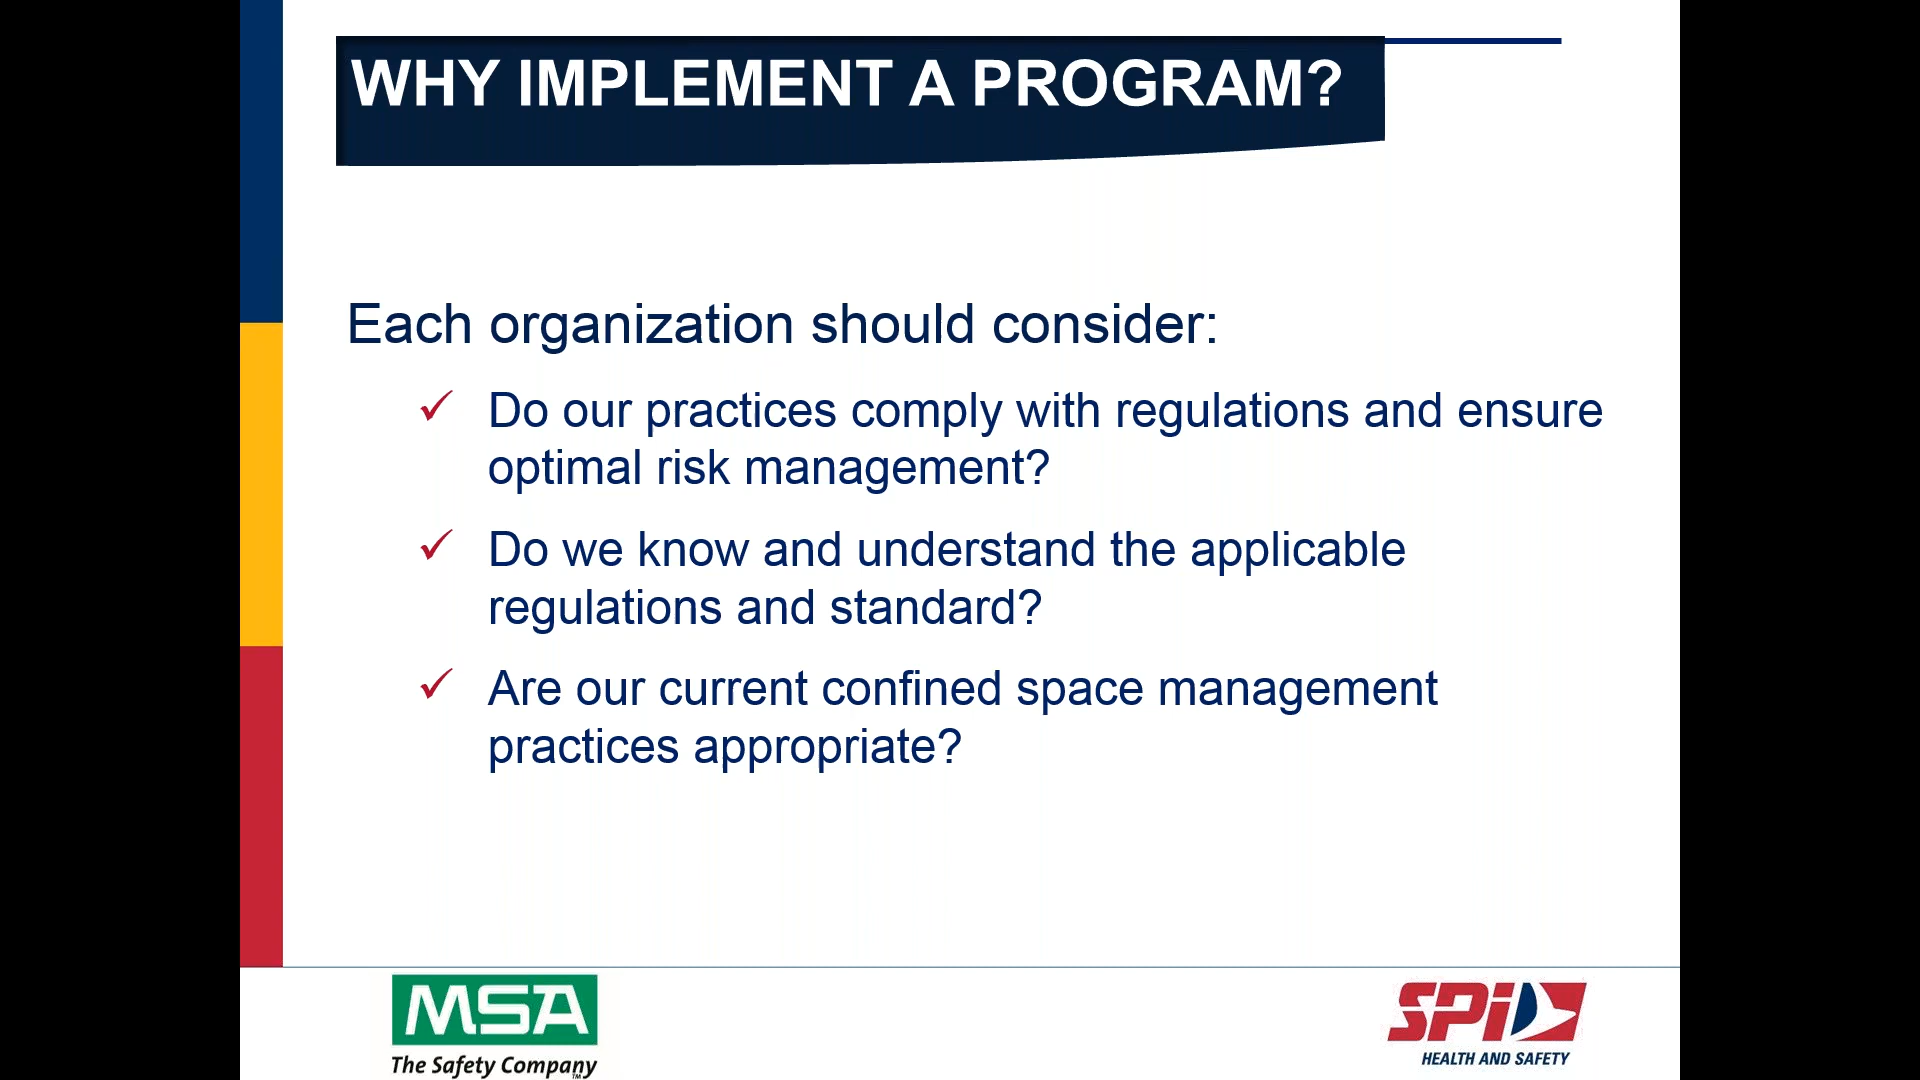 WHY IMPLEMENT A PROGRAM?
Each organization should consider:
✓ Do our practices comply with regulations and ensure
optimal risk management?
✓ Do we know and understand the applicable
regulations and standard?
✓ Are our current confined space management
practices appropriate?
MSA
The Safety Company™
SPi
HEALTH AND SAFETY